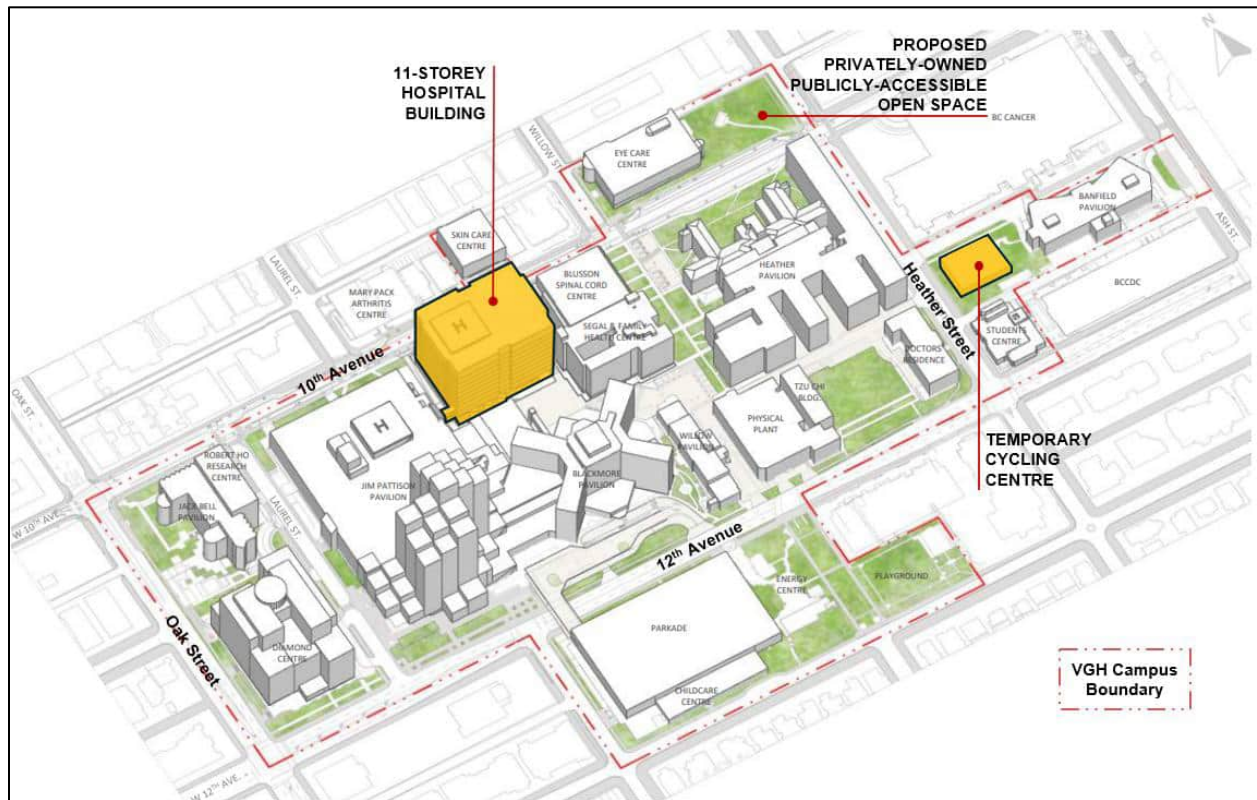 N
PROPOSED
PRIVATELY-OWNED
PUBLICLY-ACCESSIBLE
OPEN SPACE
11-STOREY
HOSPITAL
BUILDING
WILLOW ST.
BC CANCER
EYE CARE
CENTRE
BANFIELD
PAVILION
ASH ST.
SKIN CARE
CENTRE
LAUREL ST.
HEATHER
PAVILION
BLUSSON
SPINAL CORD
CENTRE
MARY PACK
ARTHRITIS
CENTRE
BCCDC
Heather Street
H
SEGAL & FAMILY
HEALTH CENTRE
STUDENTS
CENTRE
DOCTORS'
RESIDENCE
10th Avenue
OAK ST.
TZU CHI
BLDG.
PHYSICAL
PLANT
H
WILLOW
PAVILION
TEMPORARY
CYCLING
CENTRE
ROBERT HO
RESEARCH
CENTRE
BLACKMORE
PAVILION
JIM PATTISON
PAVILION
JACK BELL
PAVILION
LAUREL ST.
W 10TH AVE.
12th Avenue
ENERGY
CENTRE
PLAYGROUND
PARKADE
Oak Street
DIAMOND
CENTRE
CHILDCARE
CENTRE
VGH Campus
Boundary
W 12TH AVE.